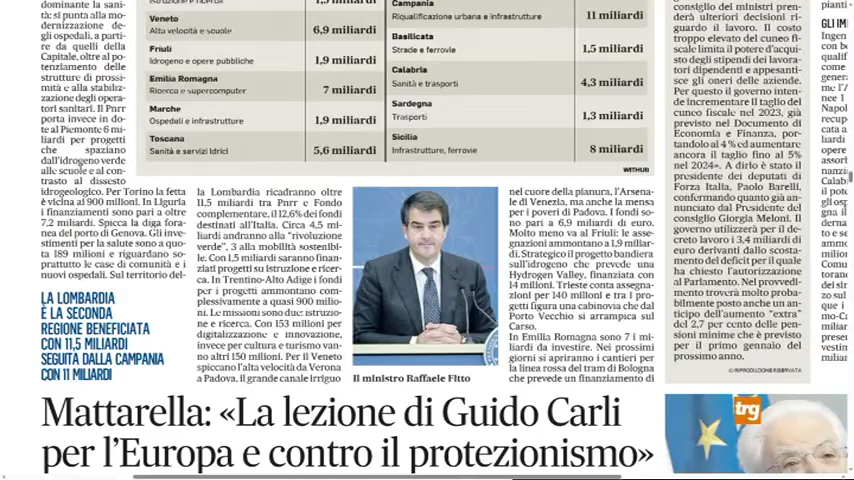 dominante la sani-
tà: si punta alla mo-
dernizzazione de-
gli ospedali, a parti-
re da quelli della
Capitale, oltre al po-
tenziamento delle
strutture di prossi-
mità e alla stabiliz-
zazione degli opera-
tori sanitari. Il Pnrr
porta invece in do-
te al Piemonte 6 mi-
liardi per progetti
che spaziano
dall'idrogeno verde
alle scuole e al con-
trasto al dissesto
idrogeologico. Per Torino la fetta
è vicina ai 900 milioni. In Liguria
i finanziamenti sono pari a oltre
7,2 miliardi. Spicca la diga fora-
nea del porto di Genova. Gli inve-
stimenti per la salute sono a quo-
ta 189 milioni e riguardano so-
prattutto le case di comunità e i
nuovi ospedali. Sul territorio del-
LA LOMBARDIA
È LA SECONDA
REGIONE BENEFICIATA
CON 11,5 MILIARDI
SEGUITA DALLA CAMPANIA
CON 11 MILIARDI
Veneto
Alta velocità e scuole
6,9 miliardi
Friuli
Idrogeno e opere pubbliche
1,9 miliardi
Emilia Romagna
Ricerca e supercomputer
7 miliardi
Marche
Ospedali e infrastrutture
1,9 miliardi
Toscana
Sanità e servizi idrici
5,6 miliardi
Campania
Riqualificazione urbana e infrastrutture
11 miliardi
Basilicata
Strade e ferrovie
1,5 miliardi
Calabria
Sanità e trasporti
4,3 miliardi
Sardegna
Trasporti
1,3 miliardi
Sicilia
Infrastrutture, ferrovie
8 miliardi
WITHUB
la Lombardia ricadranno oltre
11,5 miliardi tra Pnrr e Fondo
complementare, il 12,6% dei fondi
destinati all'Italia. Circa 4,5 mi-
liardi andranno alla "rivoluzione
verde", 3 alla mobilità sostenibi-
le. Con 1,5 miliardi saranno finan-
ziati progetti su istruzione e ricer-
ca. In Trentino-Alto Adige i fondi
per i progetti ammontano com-
plessivamente a quasi 900 milio-
ni. Le missioni sono due: istruzio-
ne e ricerca. Con 153 milioni per
digitalizzazione e innovazione,
invece per cultura e turismo van-
no altri 150 milioni. Per il Veneto
spiccano l'alta velocità da Verona
a Padova, il grande canale irriguo
Il ministro Raffaele Fitto
nel cuore della pianura, l'Arsena-
le di Venezia, ma anche la mensa
per i poveri di Padova. I fondi so-
no pari a 6,9 miliardi di euro.
Molto meno va al Friuli: le as-
segnazioni ammontano a 1,9 miliar-
di. Strategico il progetto bandiera
sull'idrogeno che prevede una
Hydrogen Valley, finanziata con
14 milioni. Trieste conta assegna-
zioni per 140 milioni e tra i pro-
getti figura una cabinovia che dal
Porto Vecchio si arrampica sul
Carso.
In Emilia Romagna sono 7 i mi-
liardi da investire. Nei prossimi
giorni si apriranno i cantieri per
la linea rossa del tram di Bologna
che prevede un finanziamento di
consiglio dei ministri pren-
derà ulteriori decisioni ri-
guardo il lavoro. Il costo
troppo elevato del cuneo fi-
scale limita il potere d'acqui-
sto degli stipendi dei lavora-
tori dipendenti e appesanti-
sce gli oneri delle aziende.
Per questo il governo inten-
de incrementare il taglio del
cuneo fiscale nel 2023, già
previsto nel Documento di
Economia e Finanza, por-
tandolo al 4% ed aumentare
ancora il taglio fino al 5%
nel 2024». A dirlo è stato il
presidente dei deputati di
Forza Italia, Paolo Barelli,
confermando quanto già an-
nunciato dal Presidente del
consiglio Giorgia Meloni. Il
governo utilizzerà per il de-
creto lavoro i 3,4 miliardi di
euro derivanti dallo scosta-
mento del deficit per il quale
ha chiesto l'autorizzazione
al Parlamento. Nel provvedi-
mento troverà molto proba-
bilmente posto anche un an-
ticipo dell'aumento "extra"
del 2,7 per cento delle pen-
sioni minime che è previsto
per il primo gennaio del
prossimo anno.
© RIPRODUZIONE RISERVATA
Mattarella: «La lezione di Guido Carli
per l'Europa e contro il protezionismo»
trg